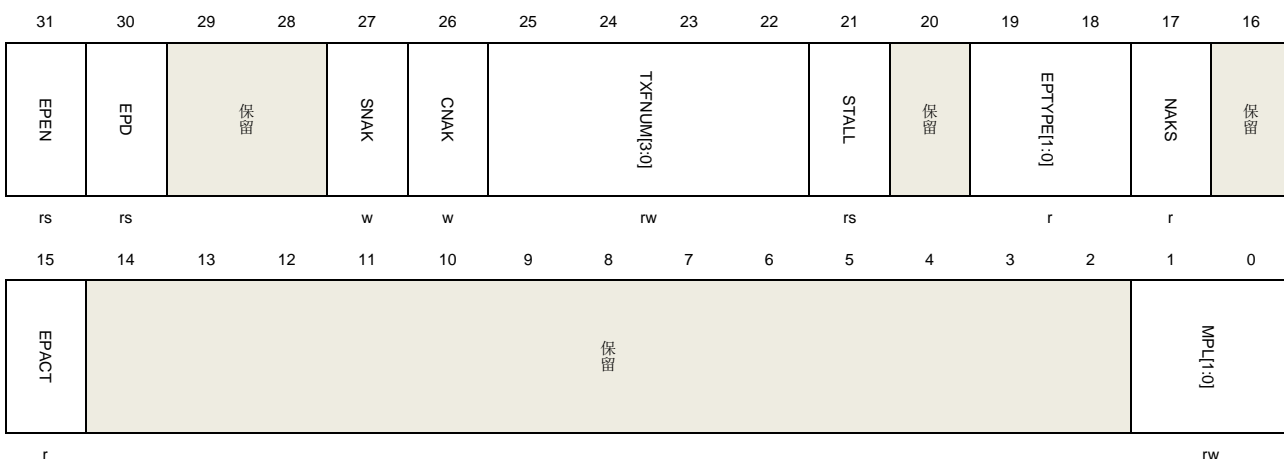 31 30 29 28 27 26 25 24 23 22 21 20 19 18 17 16
EPEN EPD 保留 SNAK CNAK TXFNUM[3:0] STALL 保留 EPTYPE[1:0] NAKS 保留
rs rs w w rw rs r r
15 14 13 12 11 10 9 8 7 6 5 4 3 2 1 0
EPACT 保留 MPL[1:0]
r rw